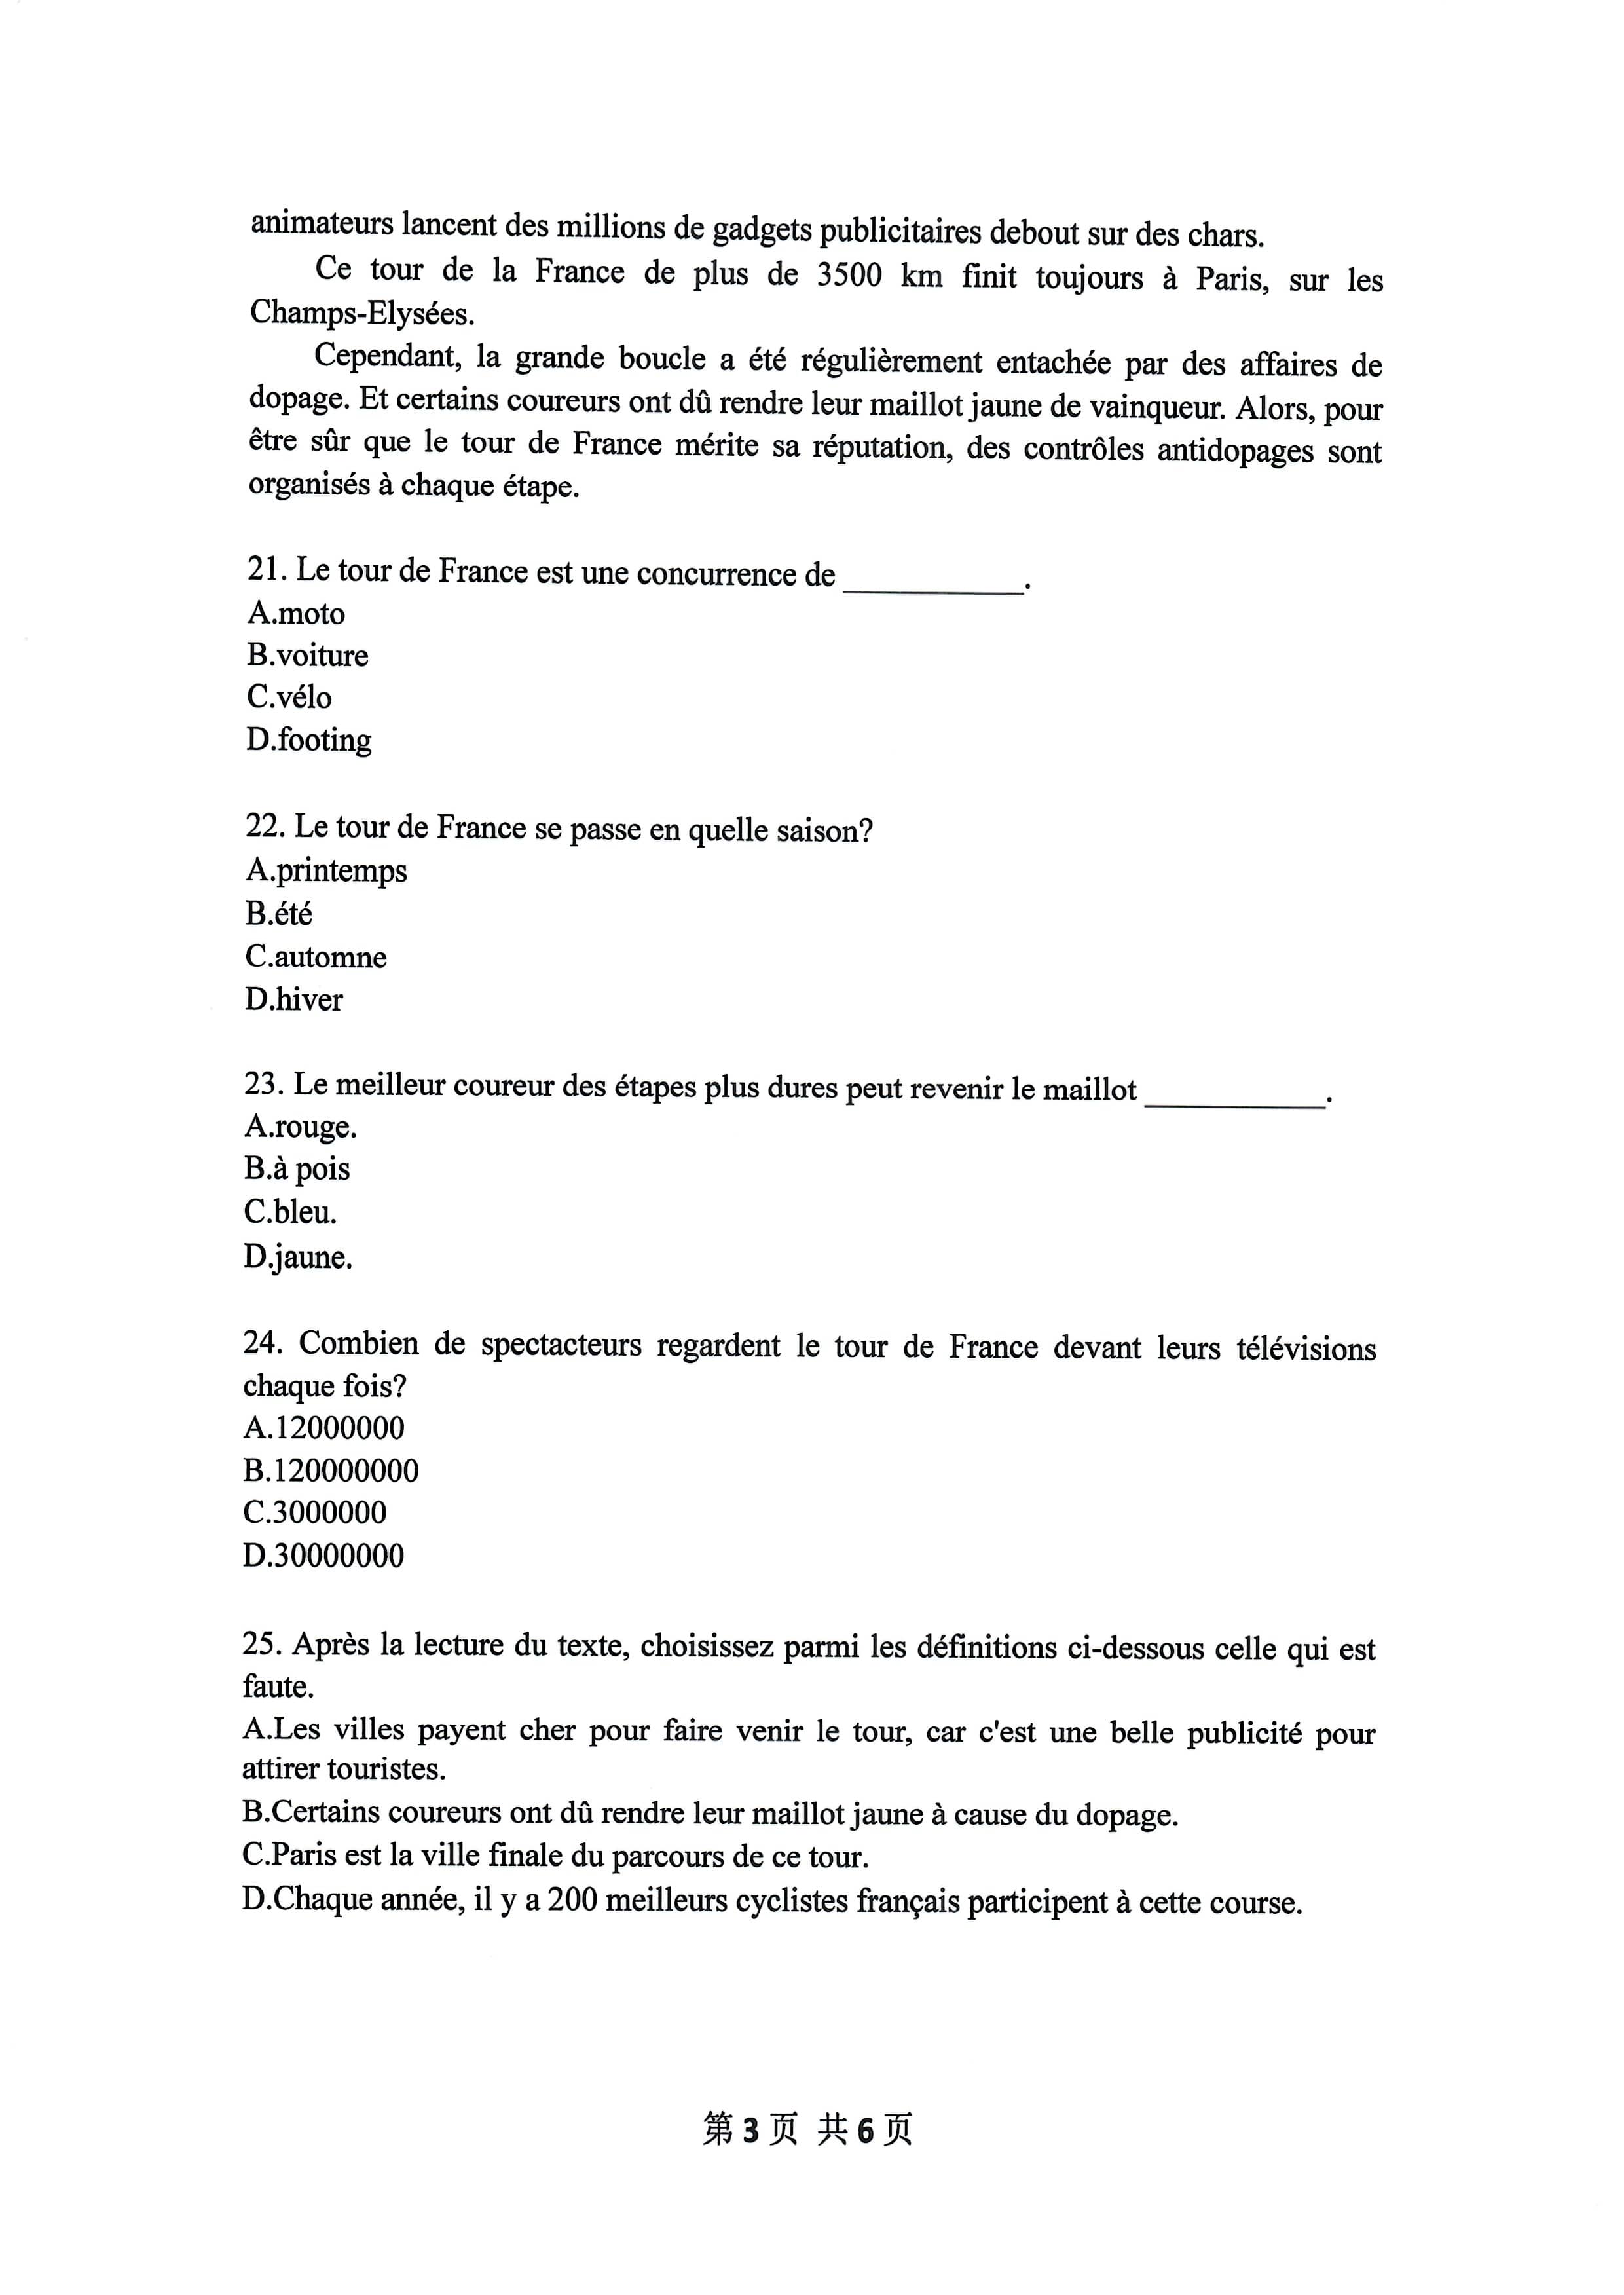 animateurs lancent des millions de gadgets publicitaires debout sur des chars.
Ce tour de la France de plus de 3500 km finit toujours à Paris, sur les
Champs-Elysées.
Cependant, la grande boucle a été régulièrement entachée par des affaires de
dopage. Et certains coureurs ont dû rendre leur maillot jaune de vainqueur. Alors, pour
être sûr que le tour de France mérite sa réputation, des contrôles antidopages sont
organisés à chaque étape.
21. Le tour de France est une concurrence de ___________.
A.moto
B.voiture
C.vélo
D.footing
22. Le tour de France se passe en quelle saison?
A.printemps
B.été
C.automne
D.hiver
23. Le meilleur coureur des étapes plus dures peut revenir le maillot ___________.
A.rouge.
B.à pois
C.bleu.
D.jaune.
24. Combien de spectacteurs regardent le tour de France devant leurs télévisions
chaque fois?
A.12000000
B.120000000
C.3000000
D.30000000
25. Après la lecture du texte, choisissez parmi les définitions ci-dessous celle qui est
faute.
A.Les villes payent cher pour faire venir le tour, car c'est une belle publicité pour
attirer touristes.
B.Certains coureurs ont dû rendre leur maillot jaune à cause du dopage.
C.Paris est la ville finale du parcours de ce tour.
D.Chaque année, il y a 200 meilleurs cyclistes français participent à cette course.
第 3 页 共 6 页